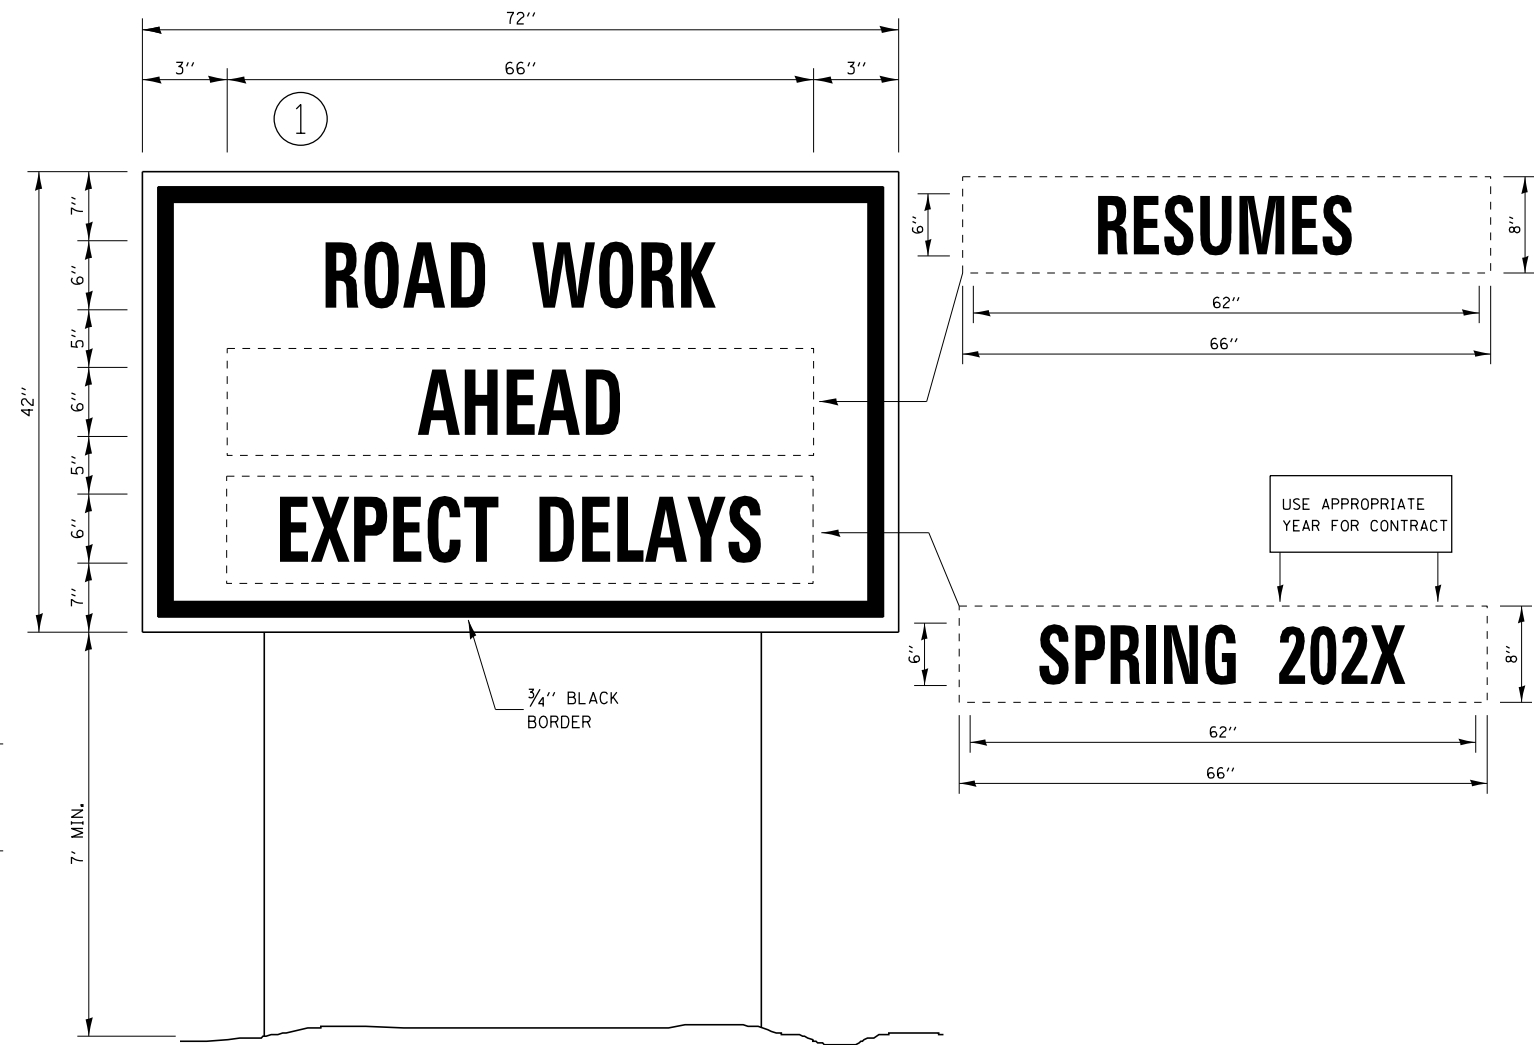 72''
3'' 66'' 3''
1
7''
6''
5''
6''
5''
6''
7''
42''
7' MIN.
ROAD WORK
AHEAD
EXPECT DELAYS
3/4'' BLACK
BORDER
6''
RESUMES
8''
62''
66''
USE APPROPRIATE
YEAR FOR CONTRACT
6''
SPRING 202X
8''
62''
66''